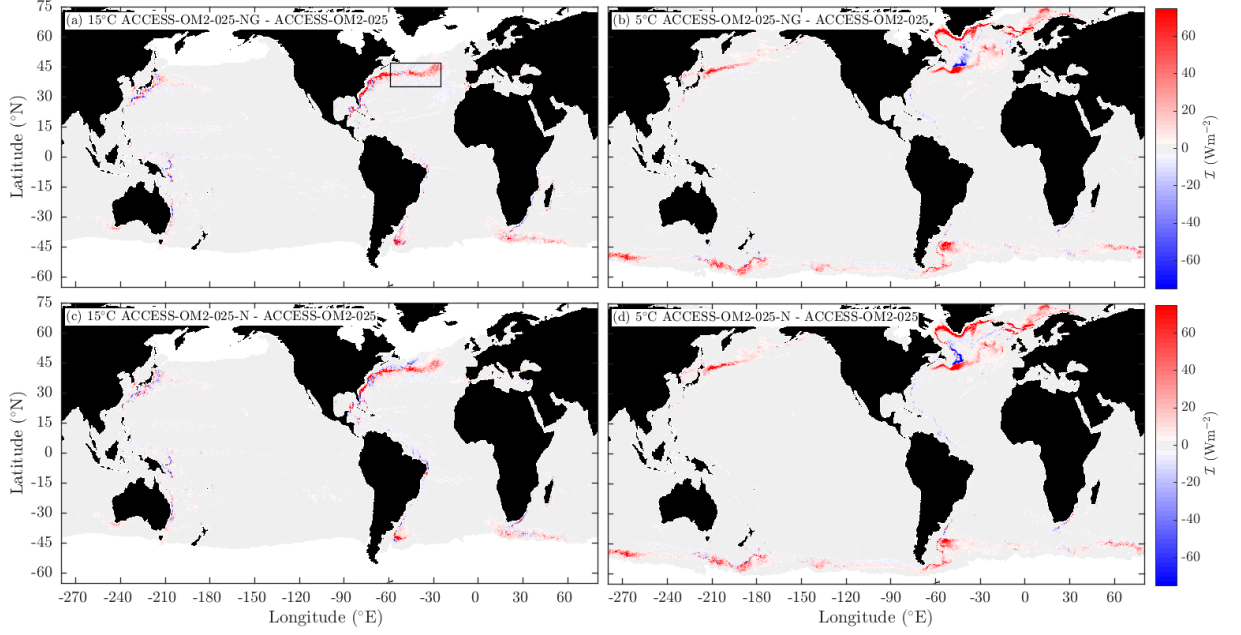 (a) 15°C ACCESS-OM2-025-NG - ACCESS-OM2-025
(b) 5°C ACCESS-OM2-025-NG - ACCESS-OM2-025
75
60
45
30
15
0
-15
-30
-45
-60
Latitude (°N)
60
40
20
0
-20
-40
-60
𝓘 (Wm⁻²)
(c) 15°C ACCESS-OM2-025-N - ACCESS-OM2-025
(d) 5°C ACCESS-OM2-025-N - ACCESS-OM2-025
75
60
45
30
15
0
-15
-30
-45
-60
Latitude (°N)
60
40
20
0
-20
-40
-60
𝓘 (Wm⁻²)
-270 -240 -210 -180 -150 -120 -90 -60 -30 0 30 60
-270 -240 -210 -180 -150 -120 -90 -60 -30 0 30 60
Longitude (°E)
Longitude (°E)